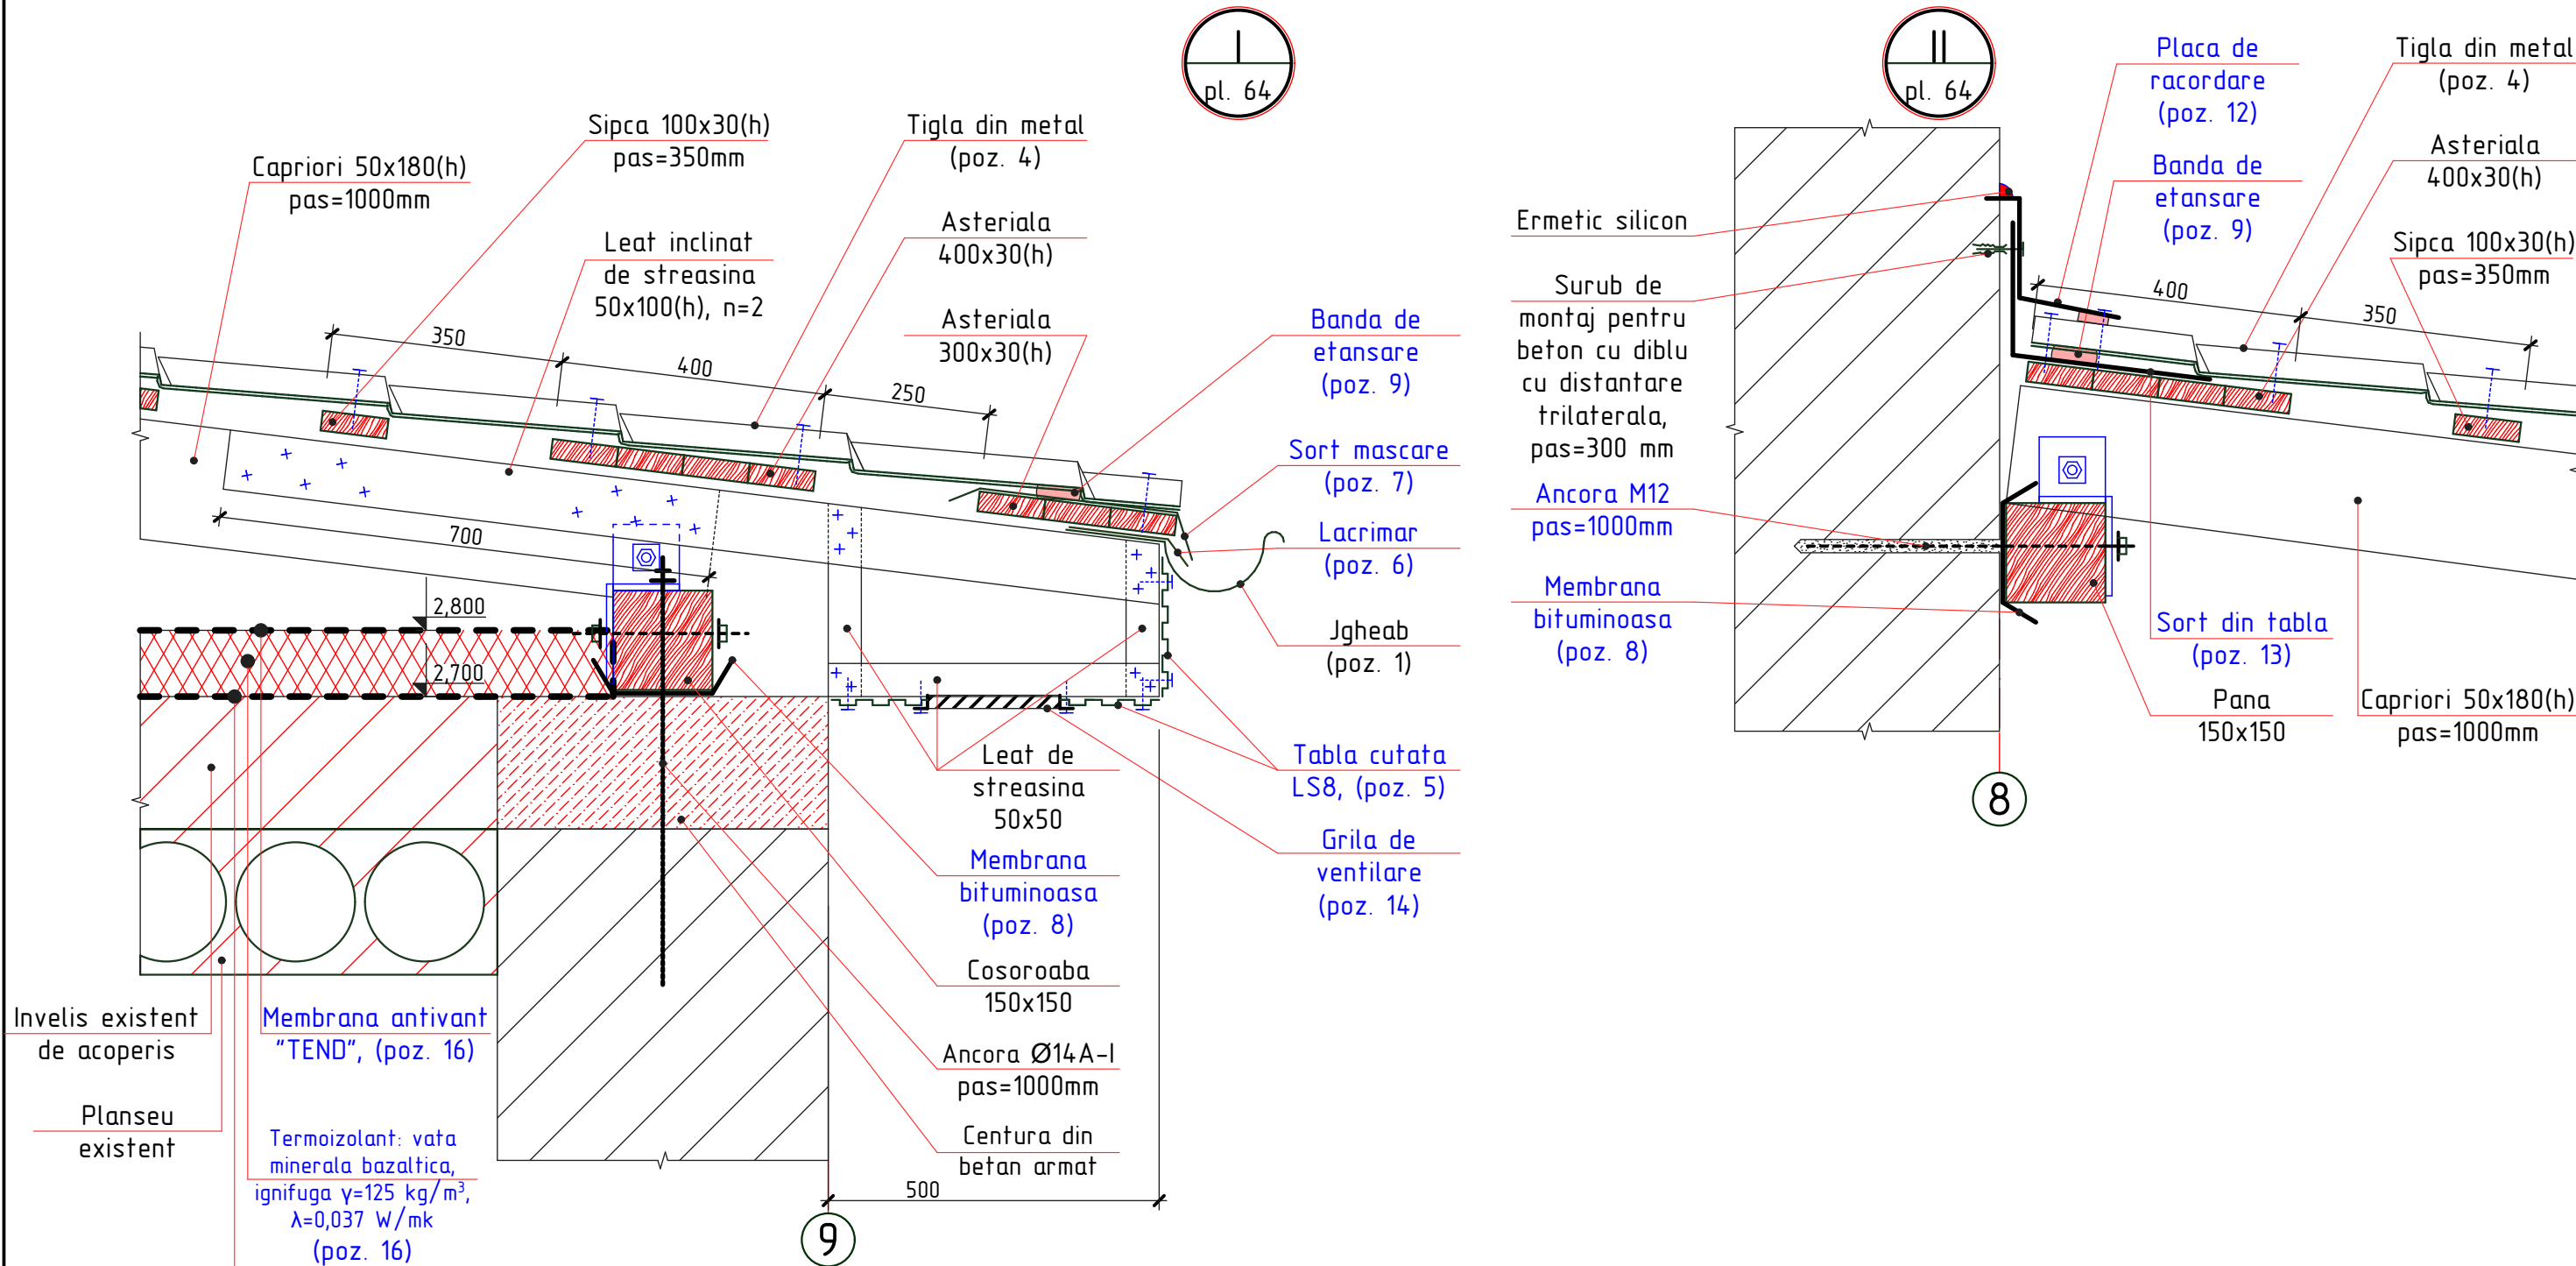 I
pl. 64
Capriori 50x180(h)
pas=1000mm
Sipca 100x30(h)
pas=350mm
Tigla din metal
(poz. 4)
Leat inclinat
de streasina
50x100(h), n=2
Asteriala
400x30(h)
Asteriala
300x30(h)
Banda de
etansare
(poz. 9)
Sort mascare
(poz. 7)
Lacrimar
(poz. 6)
Jgheab
(poz. 1)
350
400
250
700
2,800
2,700
Tabla cutata
LS8, (poz. 5)
Grila de
ventilare
(poz. 14)
Leat de
streasina
50x50
Membrana
bituminoasa
(poz. 8)
Cosoroaba
150x150
Ancora Ø14A-I
pas=1000mm
Centura din
betan armat
500
9
Invelis existent
de acoperis
Membrana antivant
"TEND", (poz. 16)
Planseu
existent
Termoizolant: vata
minerala bazaltica,
ignifuga γ=125 kg/m³,
λ=0,037 W/mk
(poz. 16)
II
pl. 64
Placa de
racordare
(poz. 12)
Tigla din metal
(poz. 4)
Banda de
etansare
(poz. 9)
Asteriala
400x30(h)
Sipca 100x30(h)
pas=350mm
Ermetic silicon
Surub de
montaj pentru
beton cu diblu
cu distantare
trilaterala,
pas=300 mm
Ancora M12
pas=1000mm
Membrana
bituminoasa
(poz. 8)
400
350
Sort din tabla
(poz. 13)
Pana
150x150
Capriori 50x180(h)
pas=1000mm
8